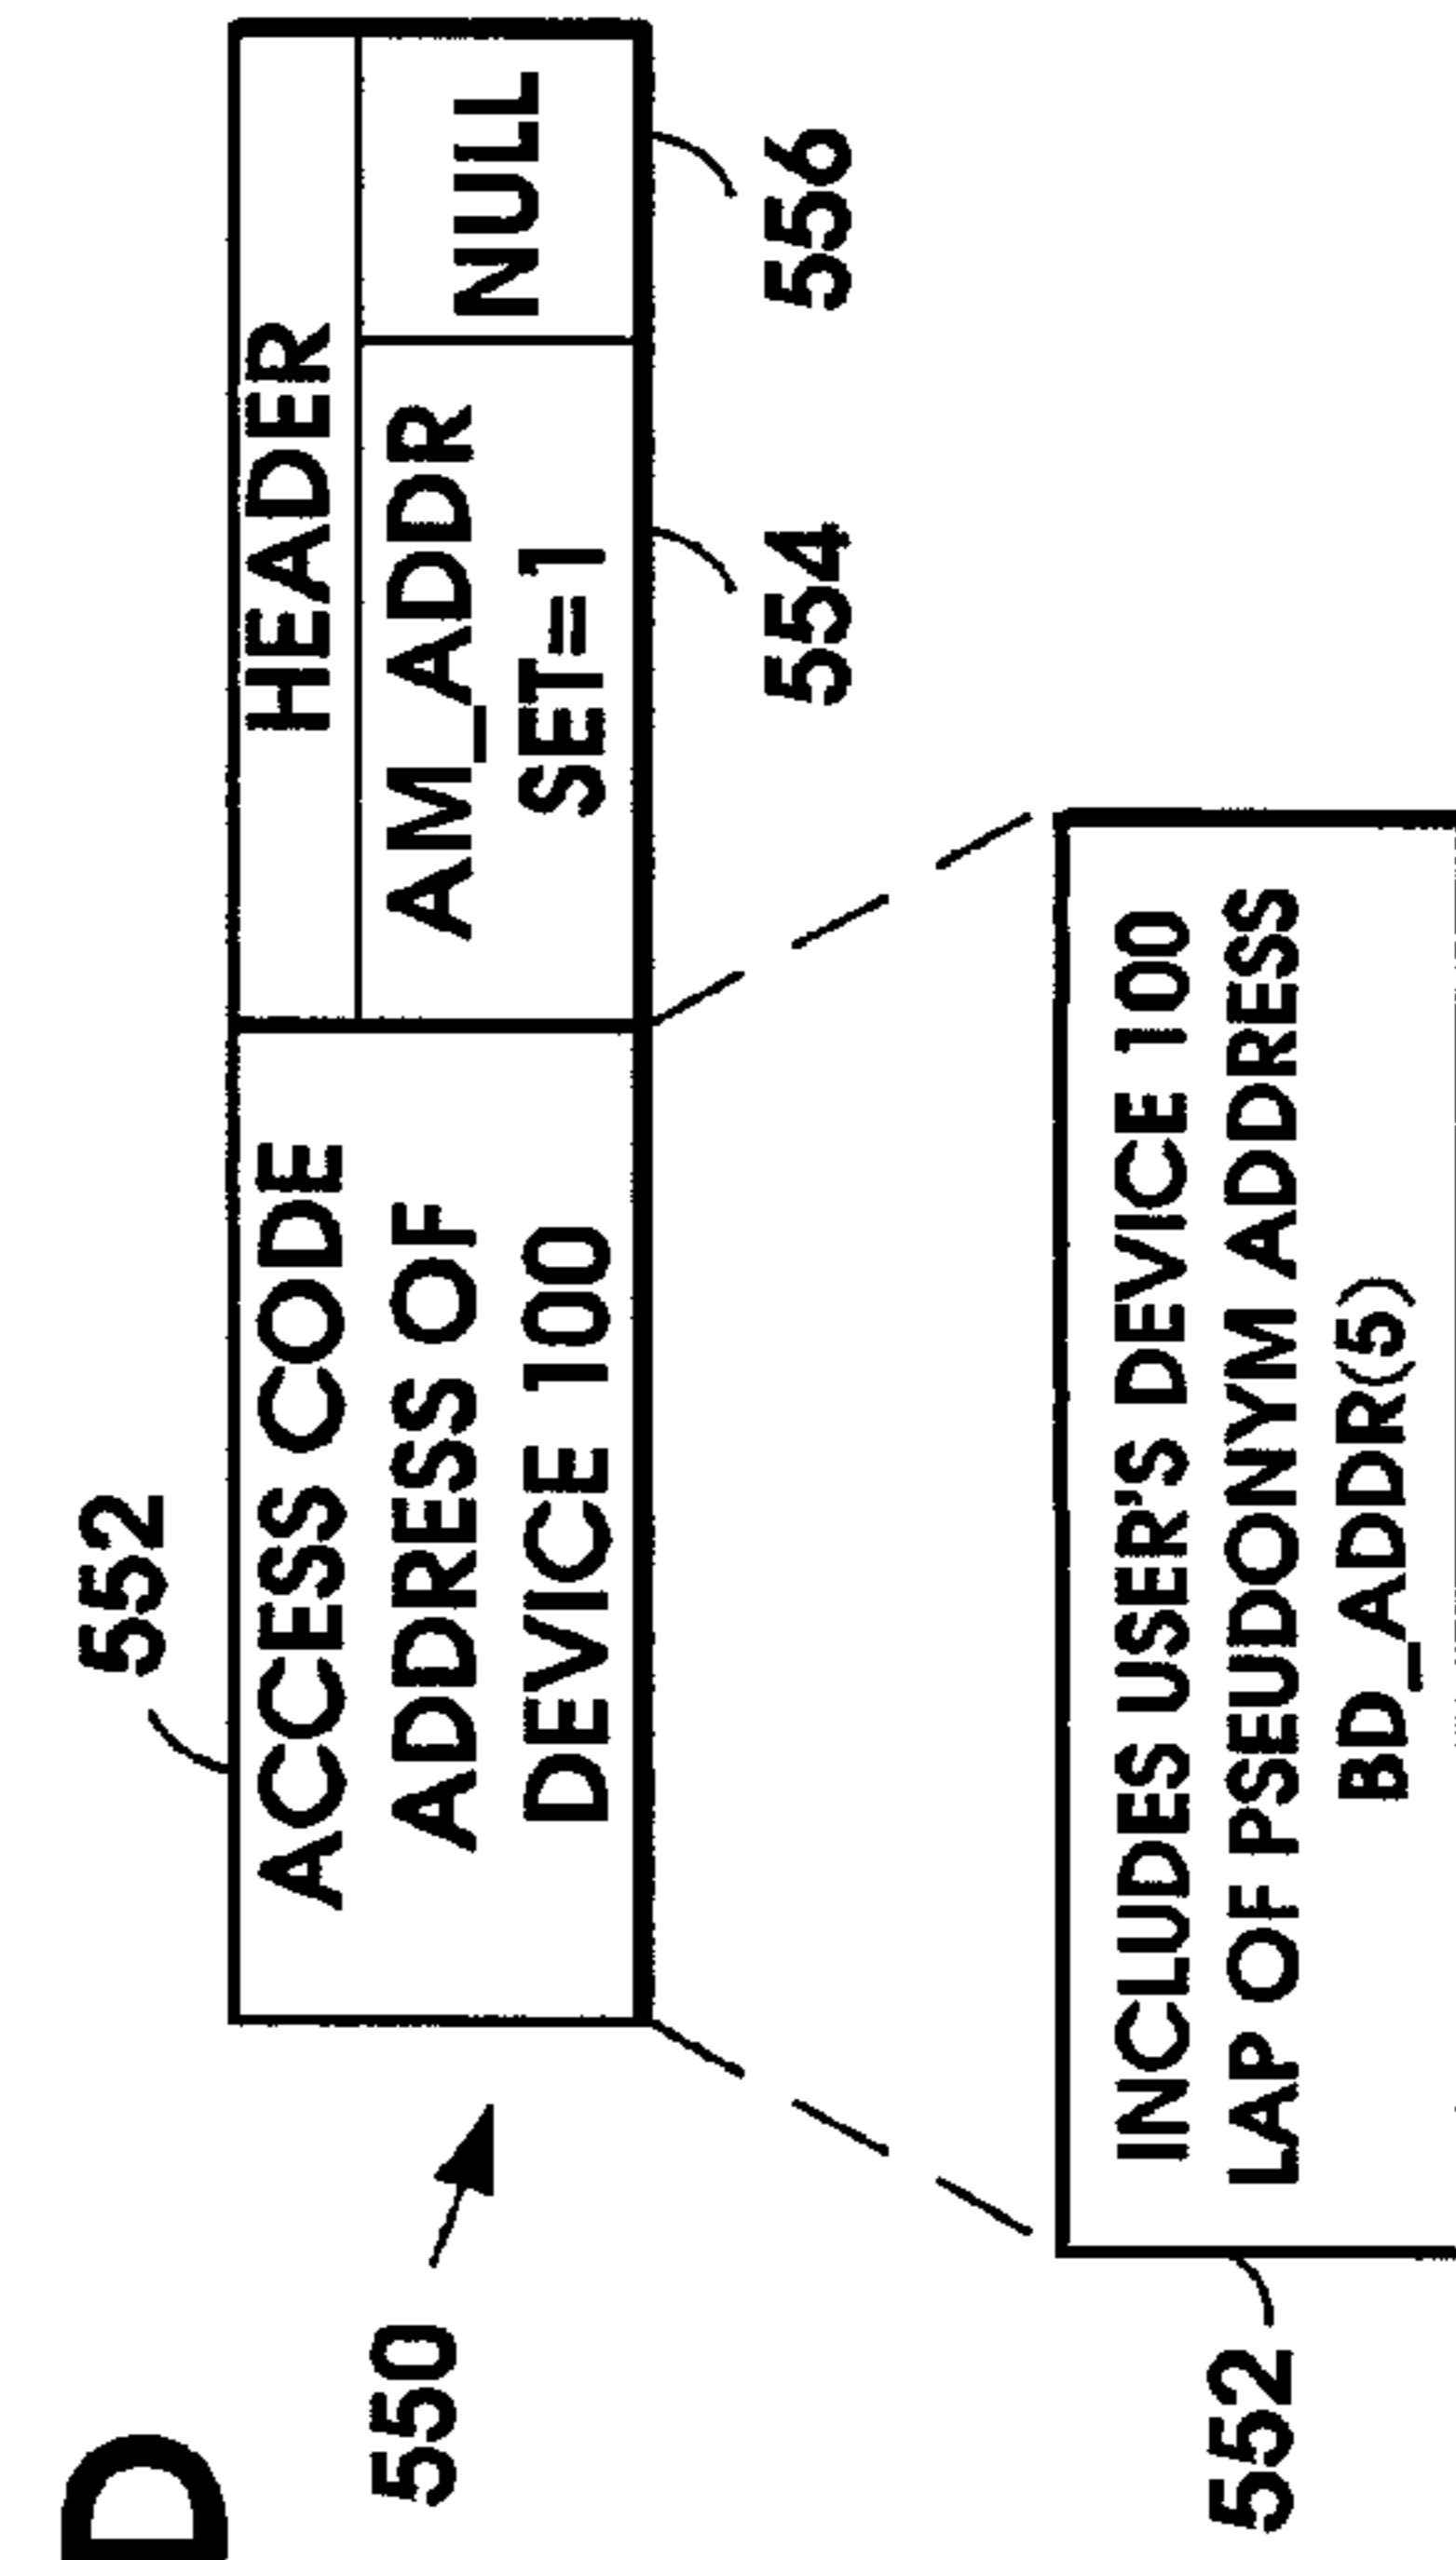 D
552
550
ACCESS CODE
ADDRESS OF
DEVICE 100
HEADER
AM_ADDR
SET=1
NULL
554
556
552
INCLUDES USER'S DEVICE 100
LAP OF PSEUDONYM ADDRESS
BD_ADDR(5)